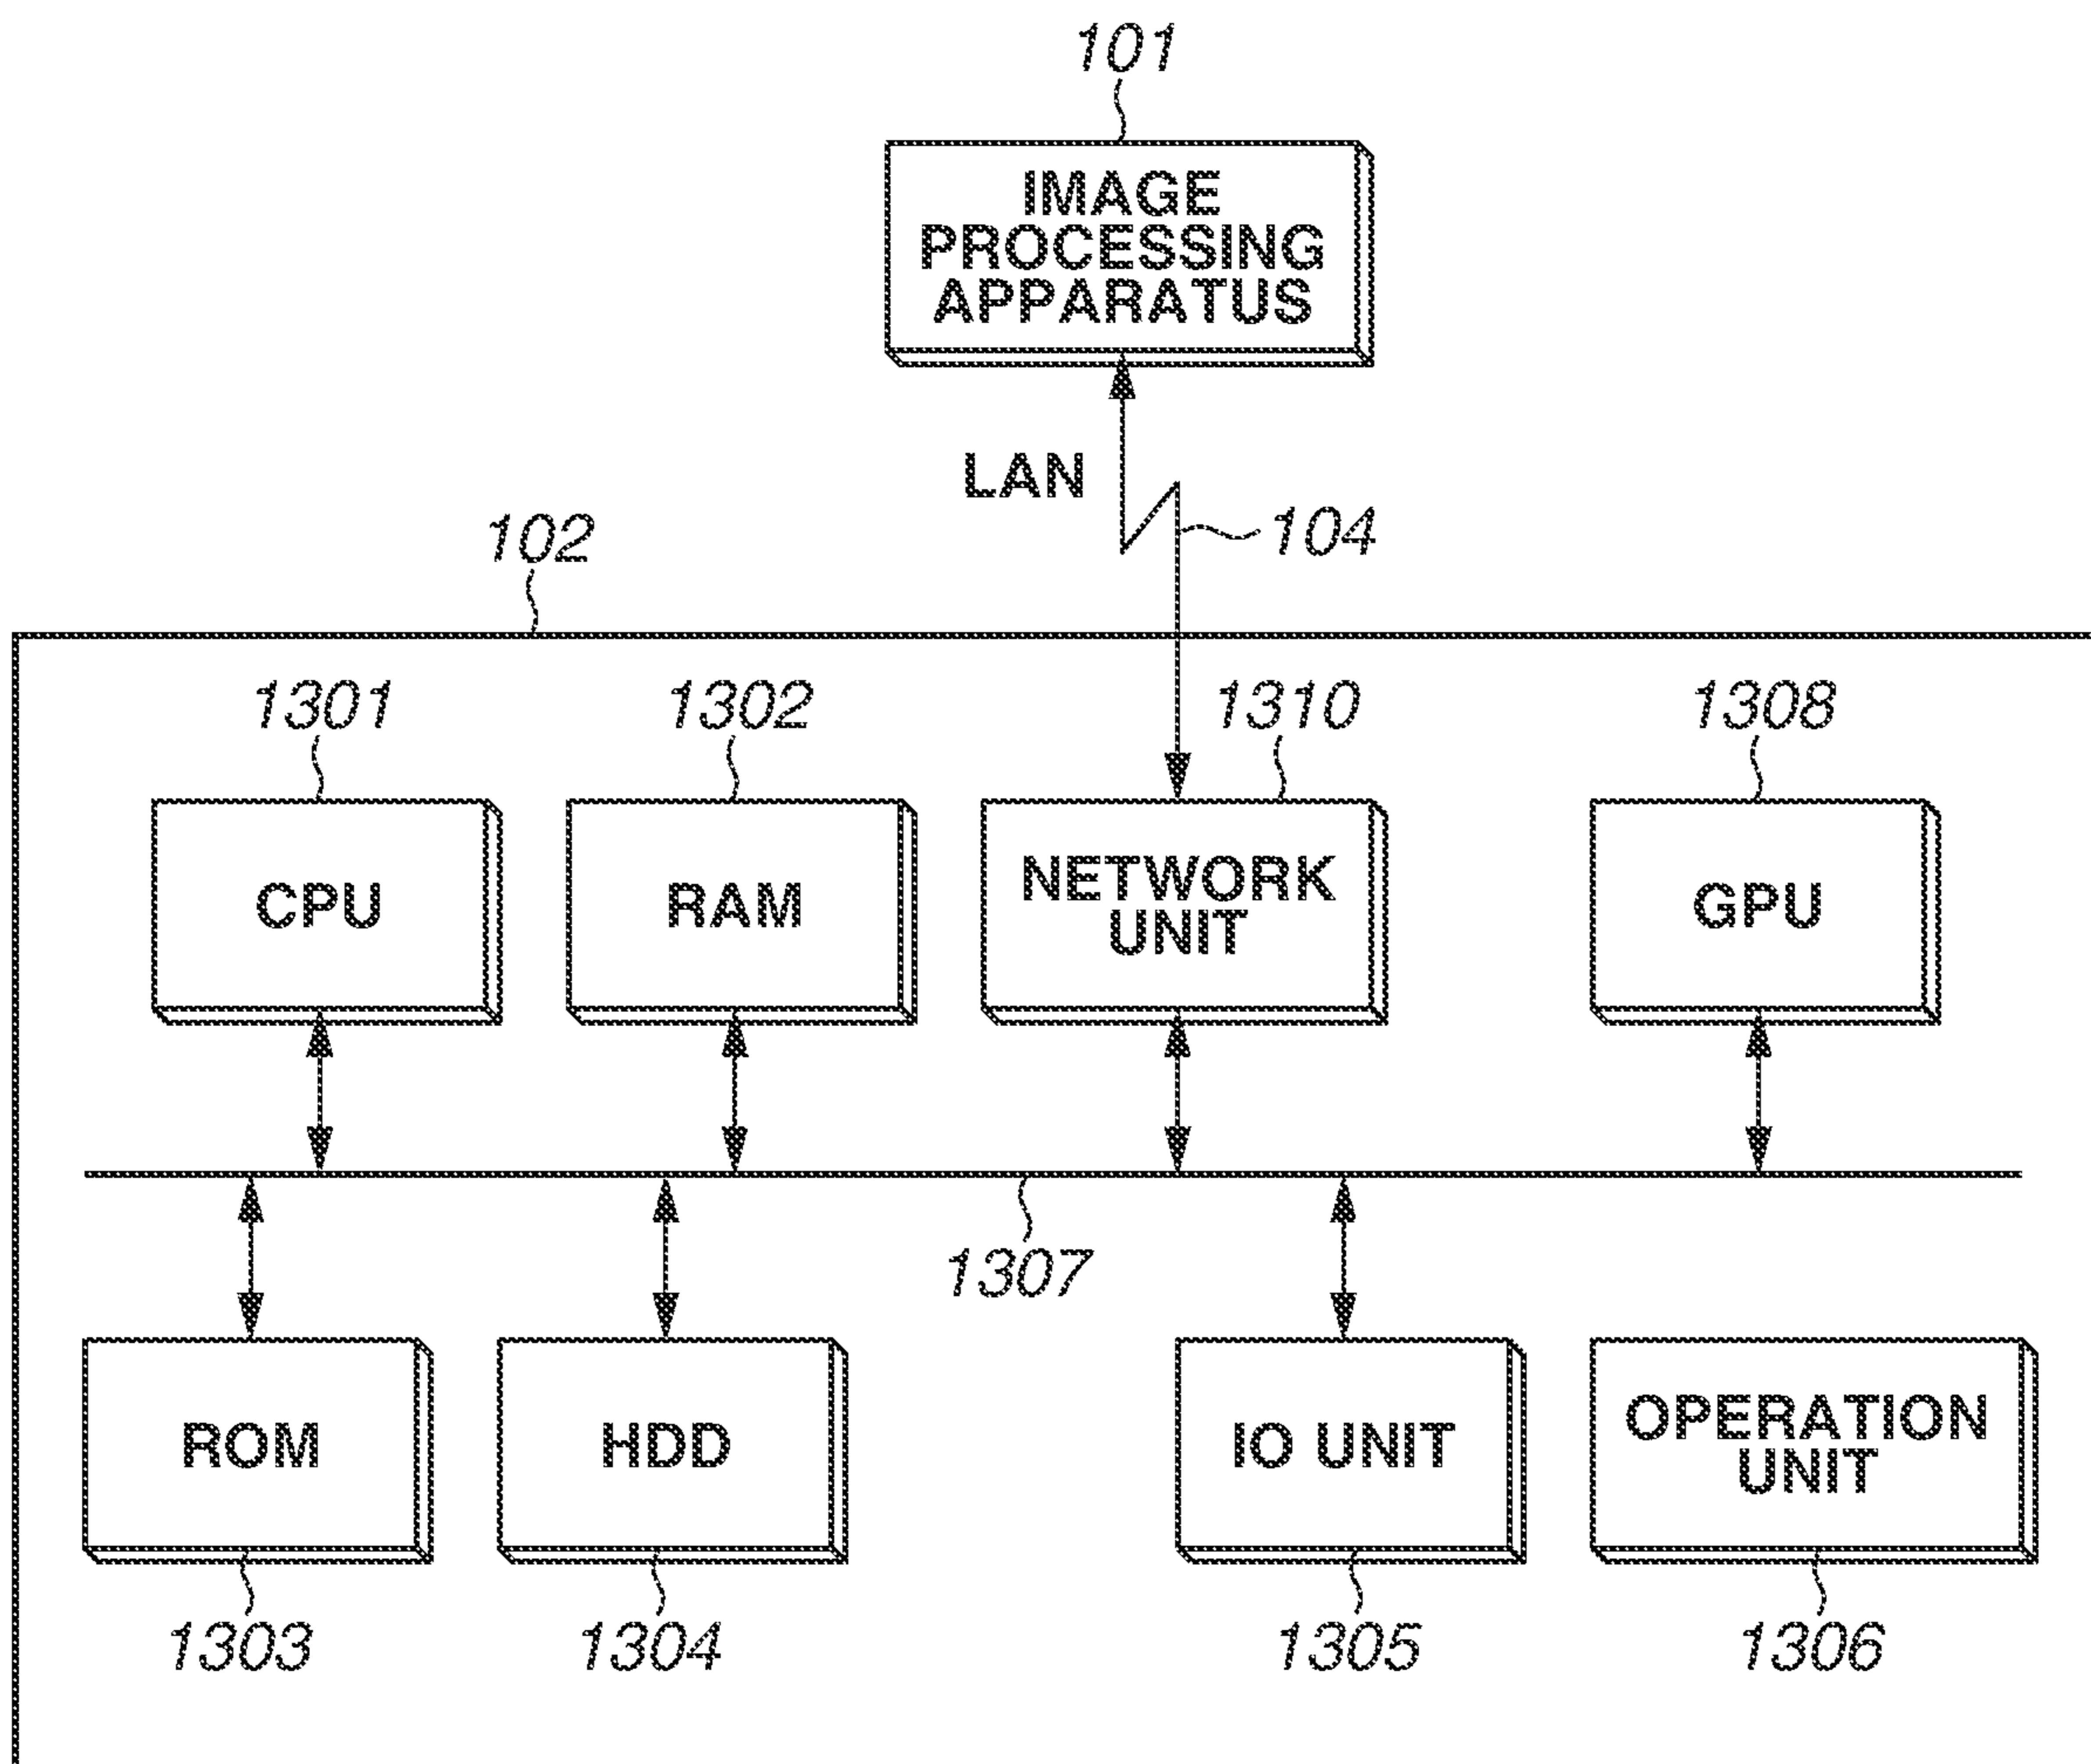 101
IMAGE
PROCESSING
APPARATUS
LAN
104
102
1301
1302
1310
1308
CPU
RAM
NETWORK
UNIT
GPU
1307
ROM
HDD
IO UNIT
OPERATION
UNIT
1303
1304
1305
1306